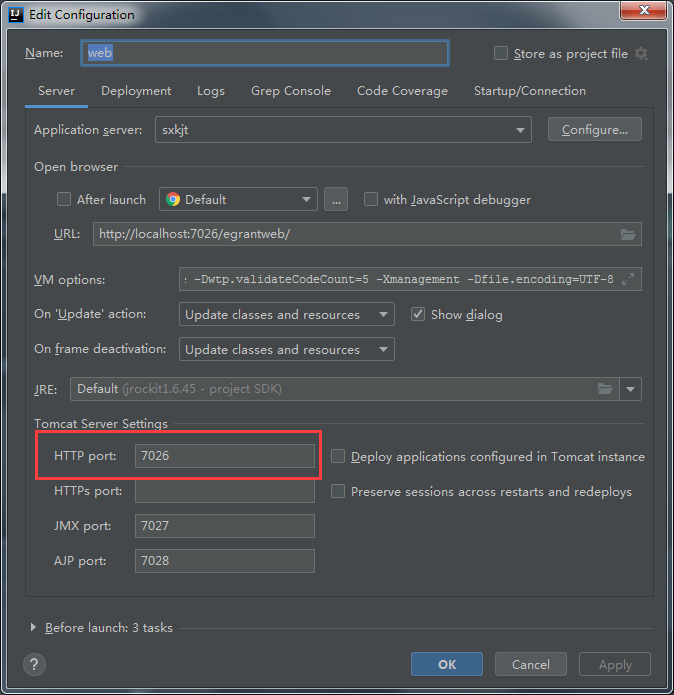 Edit Configuration
Name: web Store as project file
Server Deployment Logs Grep Console Code Coverage Startup/Connection
Application server: sxkjt Configure...
Open browser
After launch Default ... with JavaScript debugger
URL: http://localhost:7026/egrantweb/
VM options: -Dwtp.validateCodeCount=5 -Xmanagement -Dfile.encoding=UTF-8
On 'Update' action: Update classes and resources Show dialog
On frame deactivation: Update classes and resources
JRE: Default (jrockit1.6.45 - project SDK)
Tomcat Server Settings
HTTP port: 7026 Deploy applications configured in Tomcat instance
HTTPs port: Preserve sessions across restarts and redeploys
JMX port: 7027
AJP port: 7028
Before launch: 3 tasks
? OK Cancel Apply